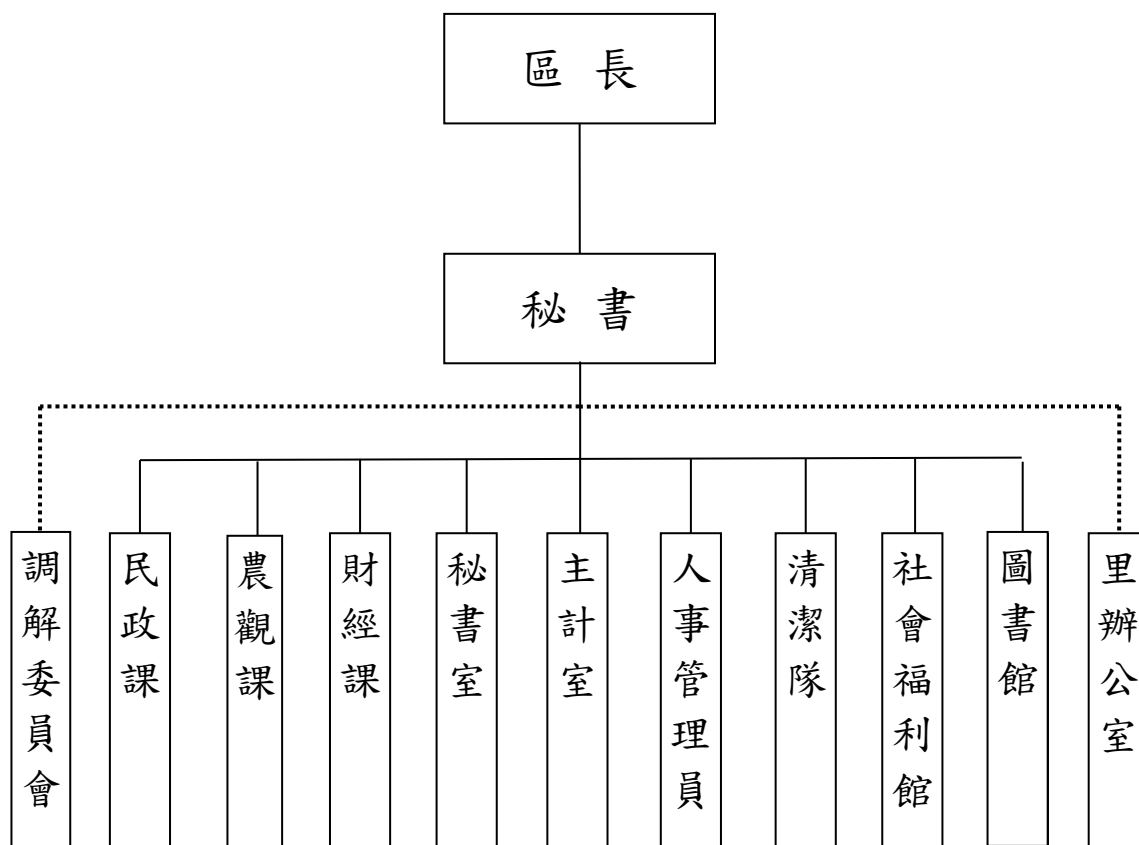 區長
秘書
調解委員會
民政課
農觀課
財經課
秘書室
主計室
人事管理員
清潔隊
社會福利館
圖書館
里辦公室